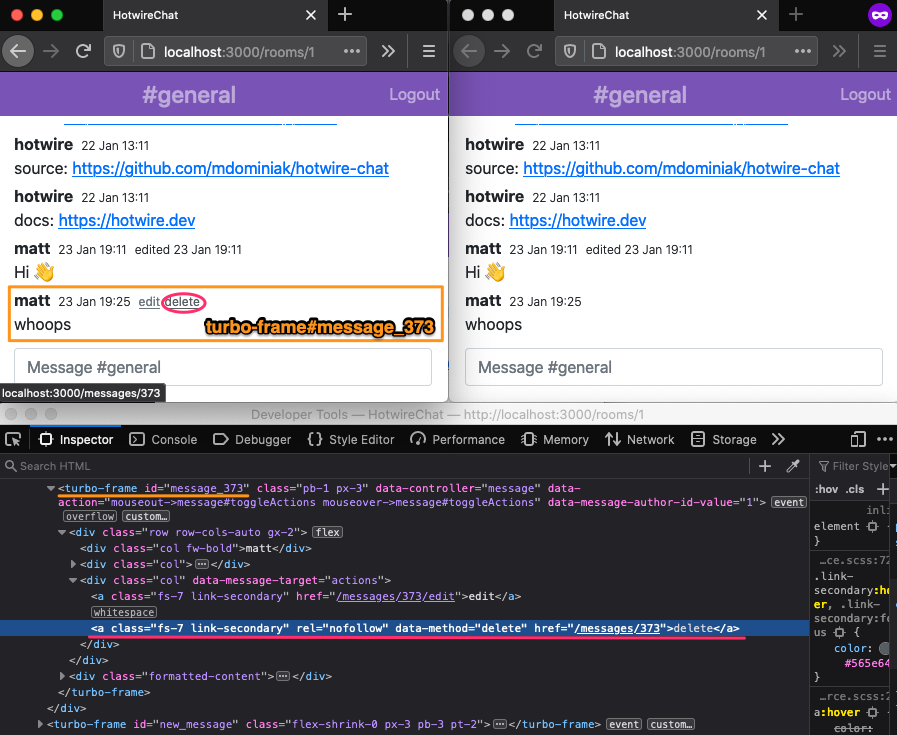 HotwireChat
localhost:3000/rooms/1
#general
Logout
hotwire 22 Jan 13:11
source: https://github.com/mdominiak/hotwire-chat
hotwire 22 Jan 13:11
docs: https://hotwire.dev
matt 23 Jan 19:11 edited 23 Jan 19:11
Hi 👋
matt 23 Jan 19:25 edit delete
whoops
turbo-frame#message_373
Message #general
localhost:3000/messages/373
HotwireChat
localhost:3000/rooms/1
#general
Logout
hotwire 22 Jan 13:11
source: https://github.com/mdominiak/hotwire-chat
hotwire 22 Jan 13:11
docs: https://hotwire.dev
matt 23 Jan 19:11 edited 23 Jan 19:11
Hi 👋
matt 23 Jan 19:25
whoops
Message #general
Developer Tools — HotwireChat — http://localhost:3000/rooms/1
Inspector Console Debugger Style Editor Performance Memory Network Storage
Search HTML
<turbo-frame id="message_373" class="pb-1 px-3" data-controller="message" data-
action="mouseout->message#toggleActions mouseover->message#toggleActions" data-message-author-id-value="1"> event
overflow custom…
<div class="row row-cols-auto gx-2"> flex
<div class="col fw-bold">matt</div>
<div class="col">…</div>
<div class="col" data-message-target="actions">
<a class="fs-7 link-secondary" href="/messages/373/edit">edit</a>
whitespace
<a class="fs-7 link-secondary" rel="nofollow" data-method="delete" href="/messages/373">delete</a>
</div>
</div>
<div class="formatted-content">…</div>
</turbo-frame>
</div>
<turbo-frame id="new_message" class="flex-shrink-0 px-3 pb-3 pt-2">…</turbo-frame> event custom…
Filter Style
:hov .cls
element {
}
…ce.scss:72
.link-
secondary:ho
er, .link-
secondary:fo
us {
color:
#565e64
}
…rce.scss:2
a:hover {
color: